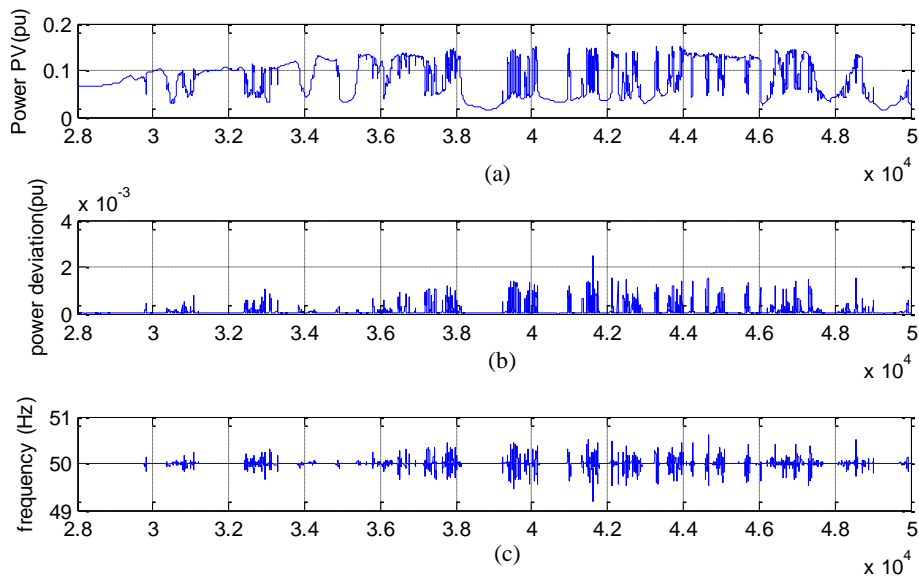 Power PV(pu)
0.2
0.1
0
2.8 3 3.2 3.4 3.6 3.8 4 4.2 4.4 4.6 4.8 5
x 10^4
(a)
power deviation(pu)
x 10^-3
4
2
0
2.8 3 3.2 3.4 3.6 3.8 4 4.2 4.4 4.6 4.8 5
x 10^4
(b)
frequency (Hz)
51
50
49
2.8 3 3.2 3.4 3.6 3.8 4 4.2 4.4 4.6 4.8 5
x 10^4
(c)